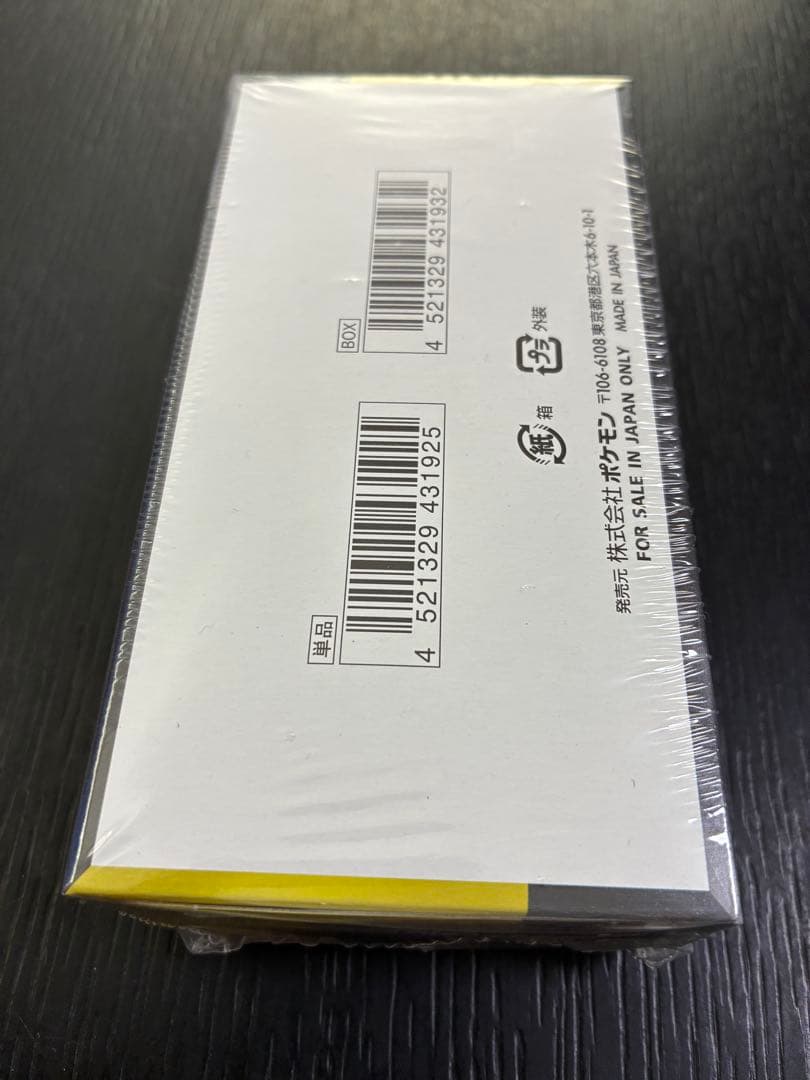 単品
4 521329 431925
BOX
4 521329 431932
紙 箱
プラ 外装
発売元 株式会社 ポケモン 〒106-6108 東京都港区六本木6-10-1
FOR SALE IN JAPAN ONLY MADE IN JAPAN